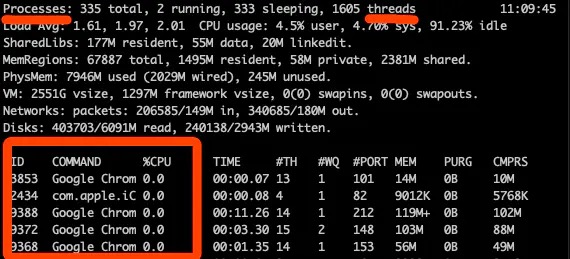 Processes: 335 total, 2 running, 333 sleeping, 1605 threads 11:09:45
Load Avg: 1.61, 1.97, 2.01 CPU usage: 4.5% user, 4.70% sys, 91.23% idle
SharedLibs: 177M resident, 55M data, 20M linkedit.
MemRegions: 67887 total, 1495M resident, 58M private, 2381M shared.
PhysMem: 7946M used (2029M wired), 245M unused.
VM: 2551G vsize, 1297M framework vsize, 0(0) swapins, 0(0) swapouts.
Networks: packets: 206585/149M in, 340685/180M out.
Disks: 403703/6091M read, 240138/2943M written.
ID COMMAND %CPU TIME #TH #WQ #PORT MEM PURG CMPRS
3853 Google Chrom 0.0 00:00.07 13 1 101 14M 0B 10M
2434 com.apple.iC 0.0 00:00.08 4 1 82 9012K 0B 5768K
9388 Google Chrom 0.0 00:11.26 14 1 212 119M+ 0B 102M
9372 Google Chrom 0.0 00:03.30 15 2 148 103M 0B 88M
9368 Google Chrom 0.0 00:01.35 14 1 153 56M 0B 49M